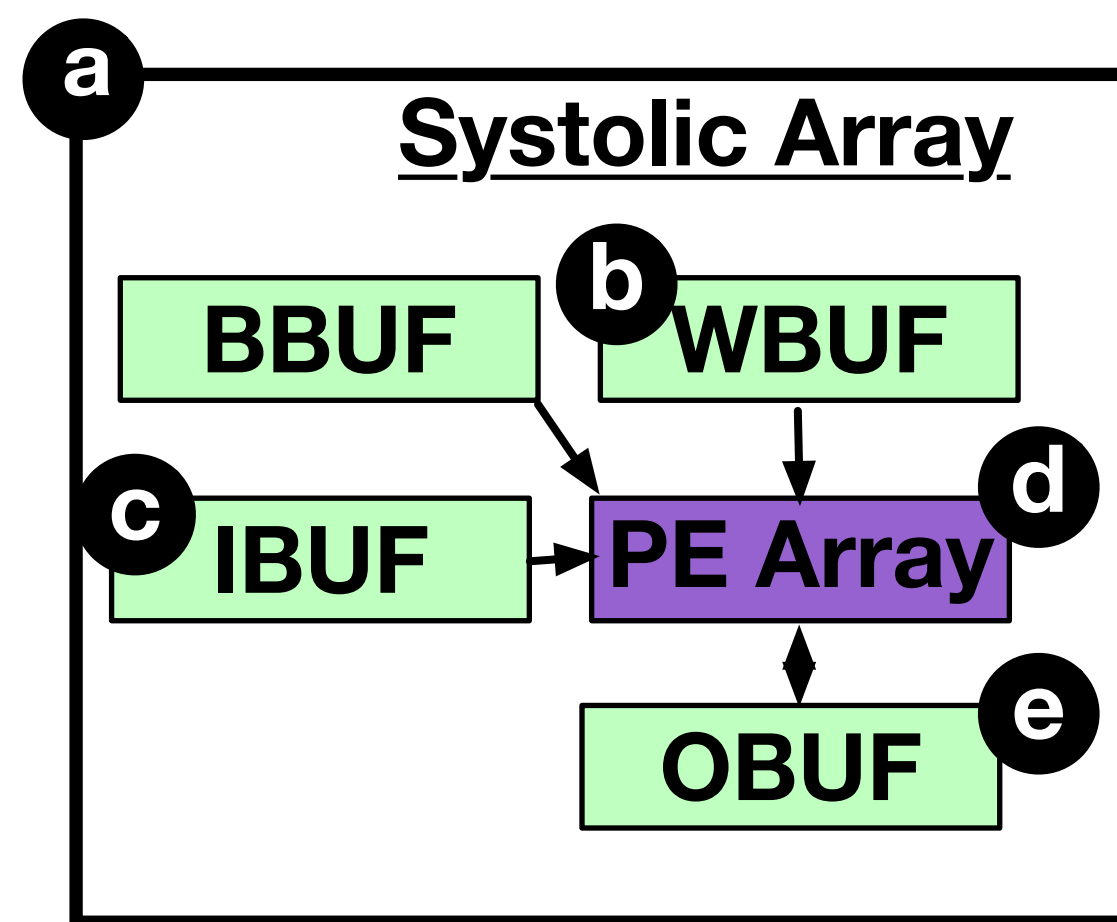 a
Systolic Array
BBUF
b
WBUF
c
IBUF
PE Array
d
OBUF
e